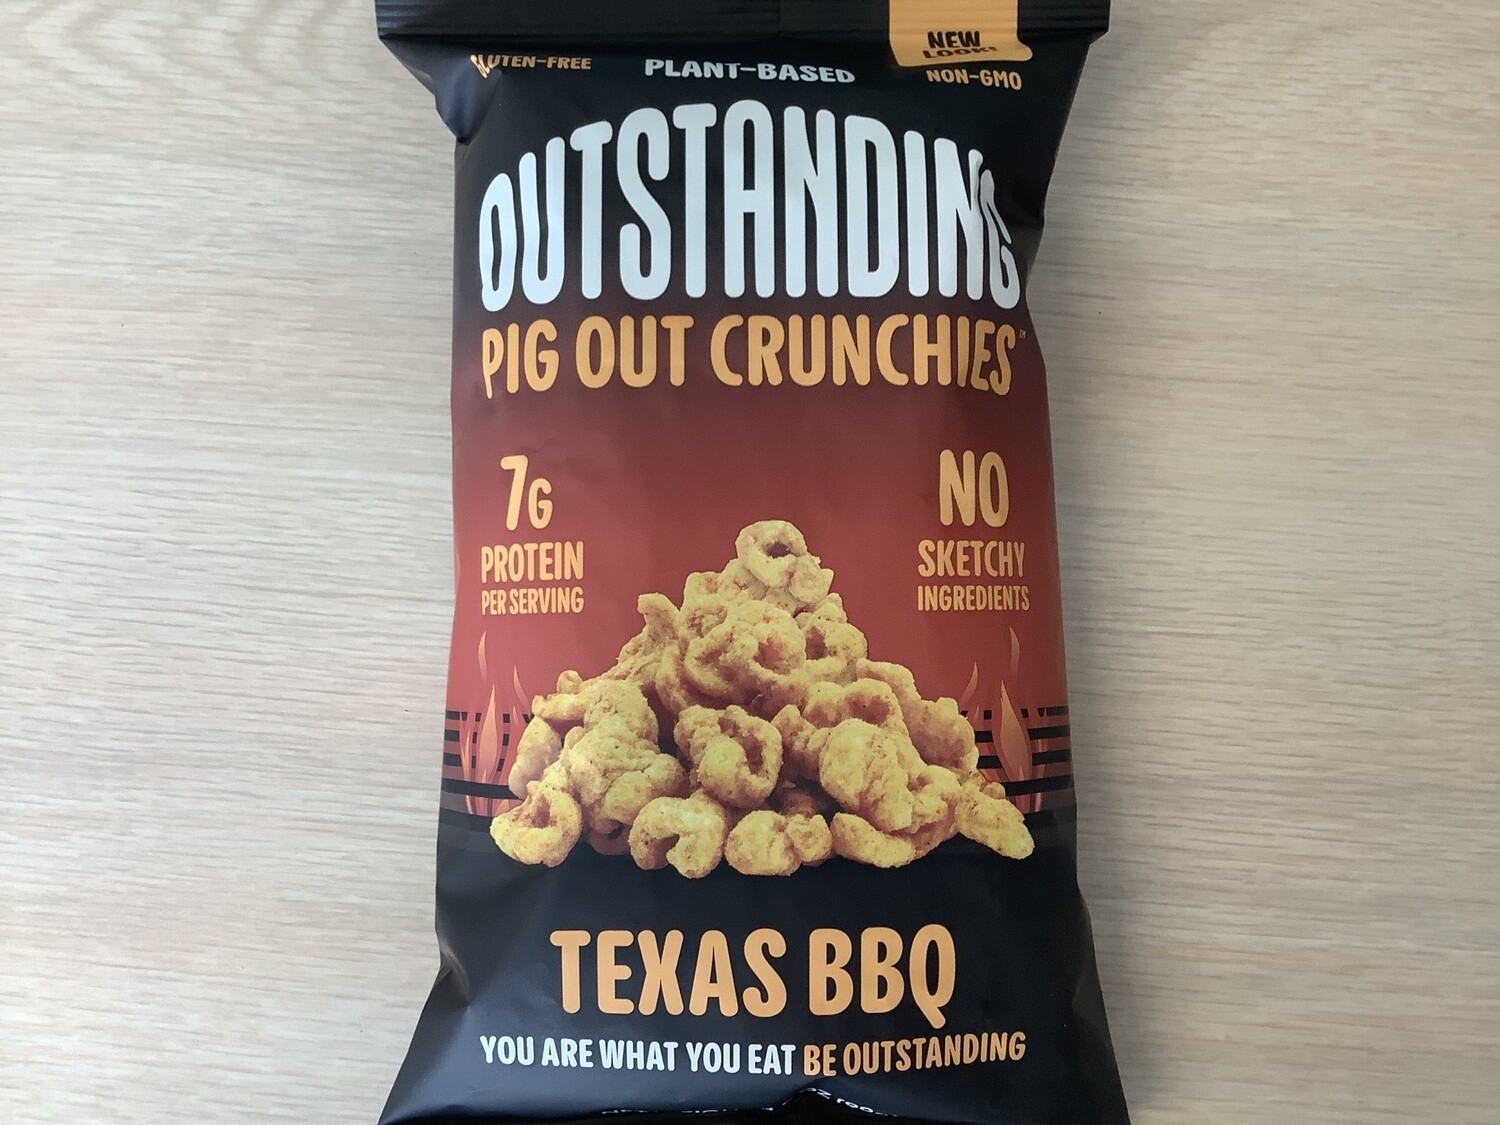 NEW
LOOK!
GLUTEN-FREE
PLANT-BASED
NON-GMO
OUTSTANDING
PIG OUT CRUNCHIES™
7G
PROTEIN
PER SERVING
NO
SKETCHY
INGREDIENTS
TEXAS BBQ
YOU ARE WHAT YOU EAT BE OUTSTANDING